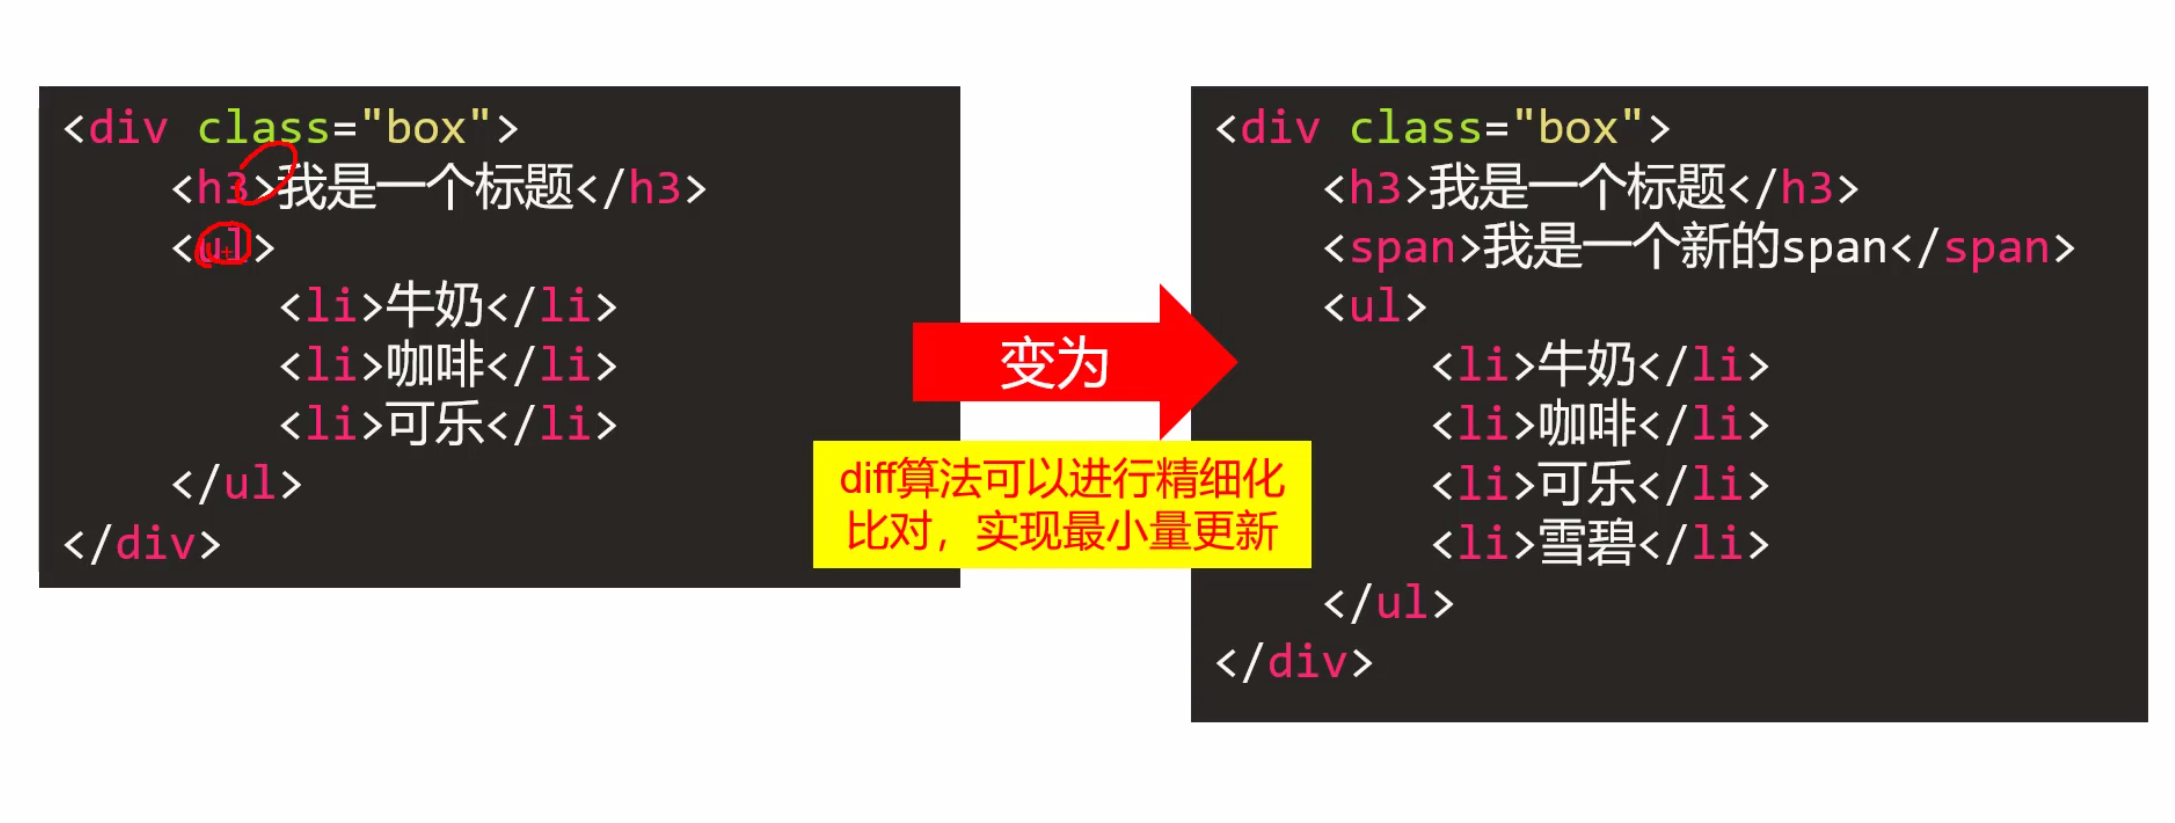 <div class="box">
<h3>我是一个标题</h3>
<ul>
<li>牛奶</li>
<li>咖啡</li>
<li>可乐</li>
</ul>
</div>
变为
diff算法可以进行精细化
比对，实现最小量更新
<div class="box">
<h3>我是一个标题</h3>
<span>我是一个新的span</span>
<ul>
<li>牛奶</li>
<li>咖啡</li>
<li>可乐</li>
<li>雪碧</li>
</ul>
</div>